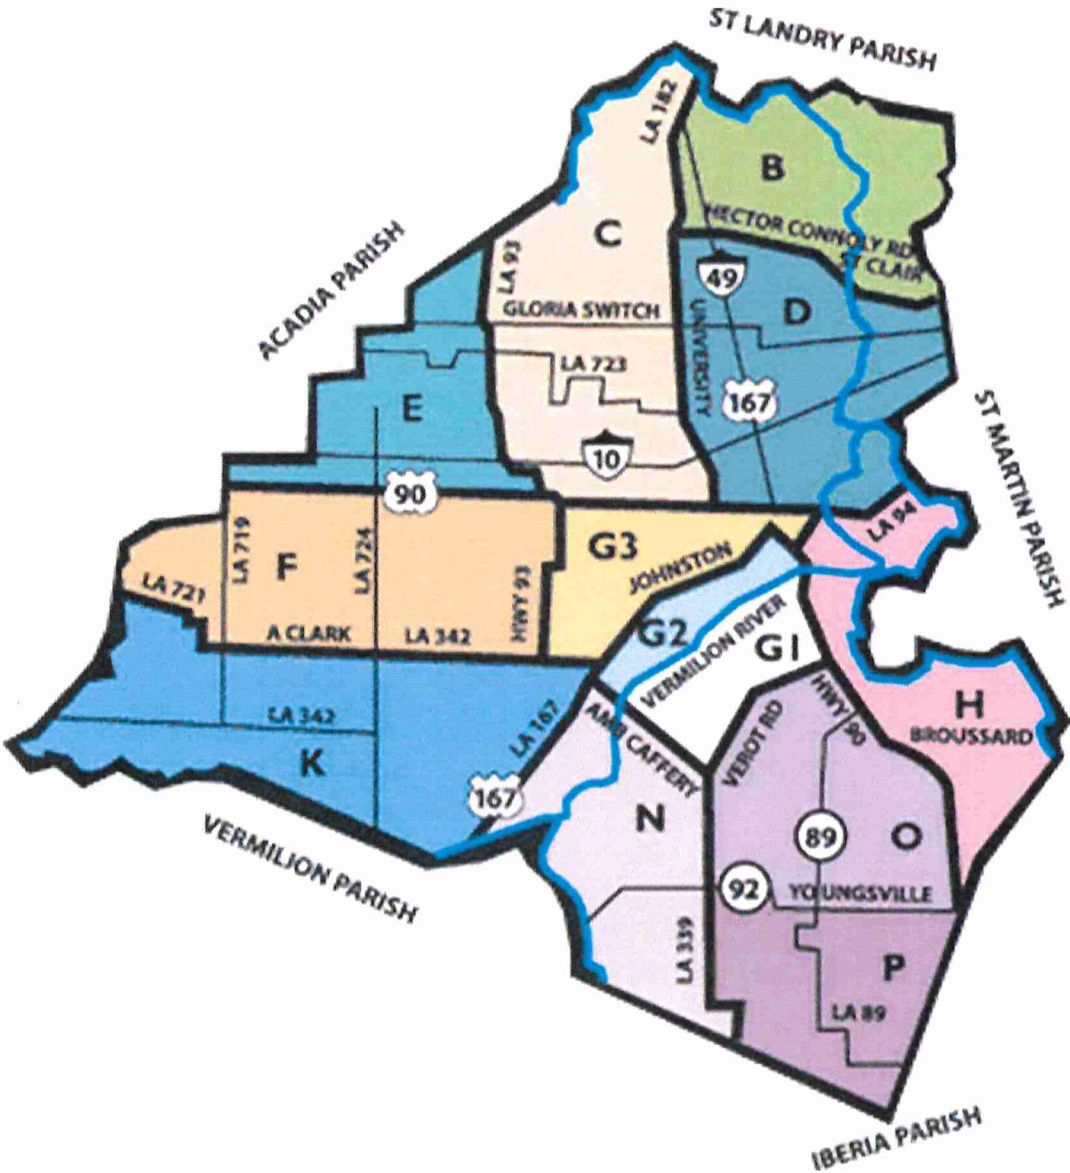 ST LANDRY PARISH
LA 182
B
HECTOR CONNOLY RD
ST CLAIR
C
ACADIA PARISH
LA 93
49
GLORIA SWITCH
UNIVERSITY
D
LA 723
167
E
10
ST MARTIN PARISH
90
LA 94
G3
JOHNSTON
LA 719
LA 724
F
HWY 93
LA 721
A CLARK
LA 342
G2
VERMILION RIVER
G1
HWY 90
H
BROUSSARD
LA 342
K
LA 167
167
AMB CAFFERY
VEROT RD
N
89
O
VERMILION PARISH
92
YOUNGSVILLE
LA 339
P
LA 89
IBERIA PARISH